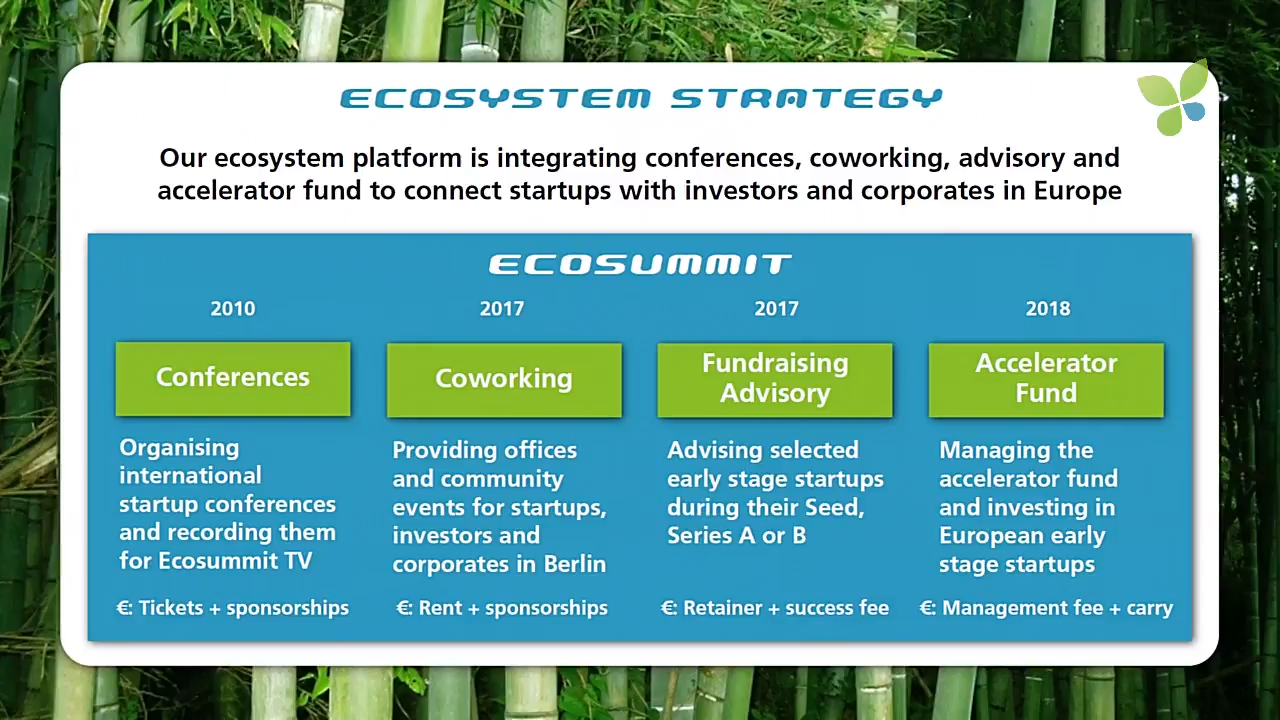 ECOSYSTEM STRATEGY
Our ecosystem platform is integrating conferences, coworking, advisory and
accelerator fund to connect startups with investors and corporates in Europe
ECOSUMMIT
2010
Conferences
Organising
international
startup conferences
and recording them
for Ecosummit TV
€: Tickets + sponsorships
2017
Coworking
Providing offices
and community
events for startups,
investors and
corporates in Berlin
€: Rent + sponsorships
2017
Fundraising
Advisory
Advising selected
early stage startups
during their Seed,
Series A or B
€: Retainer + success fee
2018
Accelerator
Fund
Managing the
accelerator fund
and investing in
European early
stage startups
€: Management fee + carry